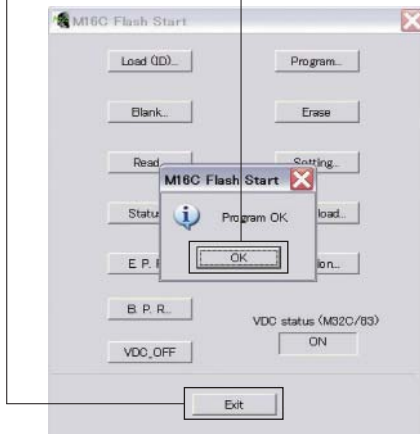 M16C Flash Start
Load (ID)...
Program...
Blank...
Erase
Read...
Setting...
M16C Flash Start
Program OK
OK
B. P. R...
VDC status (M32C/83)
ON
VDC_OFF
Exit